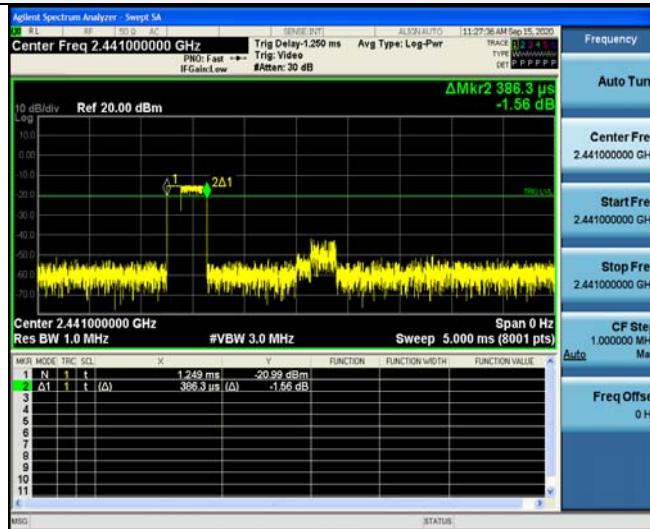 Agilent Spectrum Analyzer - Swept SA
RL RF 50 Ω AC SENSE:INT ALIGN AUTO 11:27:36 AM Sep 15, 2020
Center Freq 2.441000000 GHz
PNO: Fast
IFGain:Low
Trig Delay-1.250 ms
Trig: Video
#Atten: 30 dB
Avg Type: Log-Pwr
TRACE 1 2 3 4 5 6
TYPE
DET P P P P P P
ΔMkr2 386.3 µs
-1.56 dB
10 dB/div Ref 20.00 dBm
Log
10.0
0.00
-10.0
-20.0
-30.0
-40.0
-50.0
-60.0
-70.0
1
2Δ1
TRIG LVL
Center 2.441000000 GHz Span 0 Hz
Res BW 1.0 MHz #VBW 3.0 MHz Sweep 5.000 ms (8001 pts)
MKR MODE TRC SCL X Y FUNCTION FUNCTION WIDTH FUNCTION VALUE
1 N 1 t 1.249 ms -20.99 dBm
2 Δ1 1 t (Δ) 386.3 µs (Δ) -1.56 dB
3
4
5
6
7
8
9
10
11
MSG STATUS
Frequency
Auto Tun
Center Fre
2.441000000 GH
Start Fre
2.441000000 GH
Stop Fre
2.441000000 GH
CF Ste
1.000000 MH
Auto Ma
Freq Offse
0 H